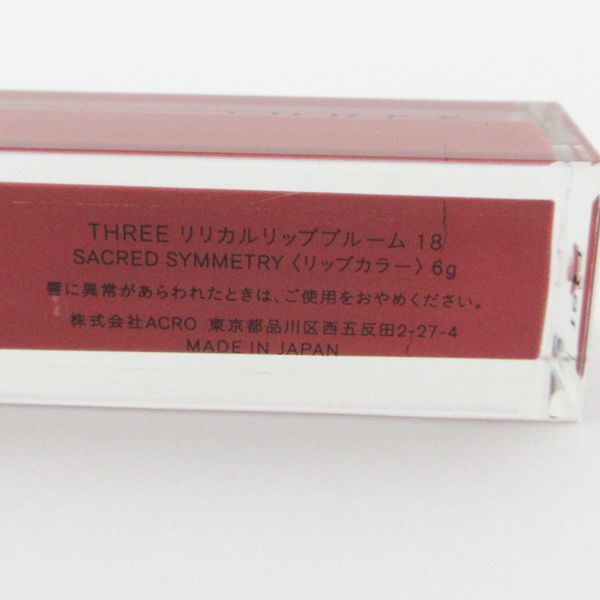 THREE リリカルリップブルーム 18
SACRED SYMMETRY〈リップカラー〉6g
唇に異常があらわれたときは、ご使用をおやめください。
株式会社ACRO 東京都品川区西五反田2-27-4
MADE IN JAPAN